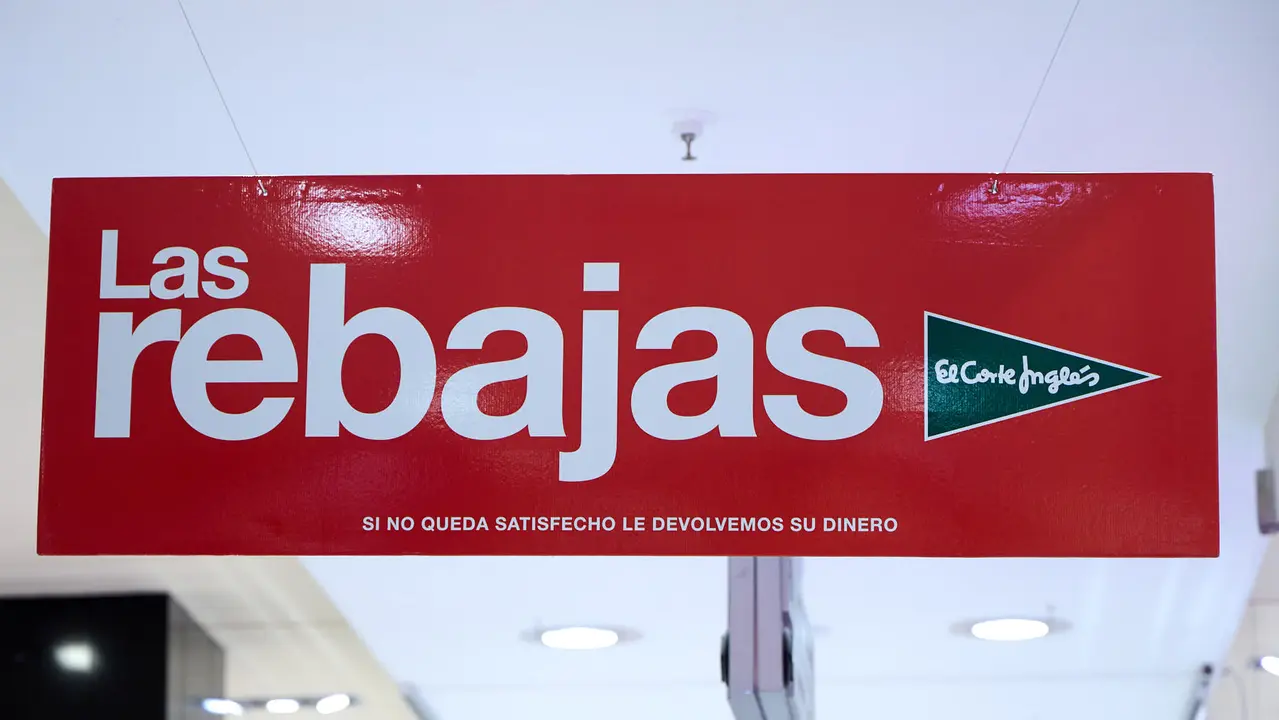 Las
rebajas
El Corte Inglés
SI NO QUEDA SATISFECHO LE DEVOLVEMOS SU DINERO